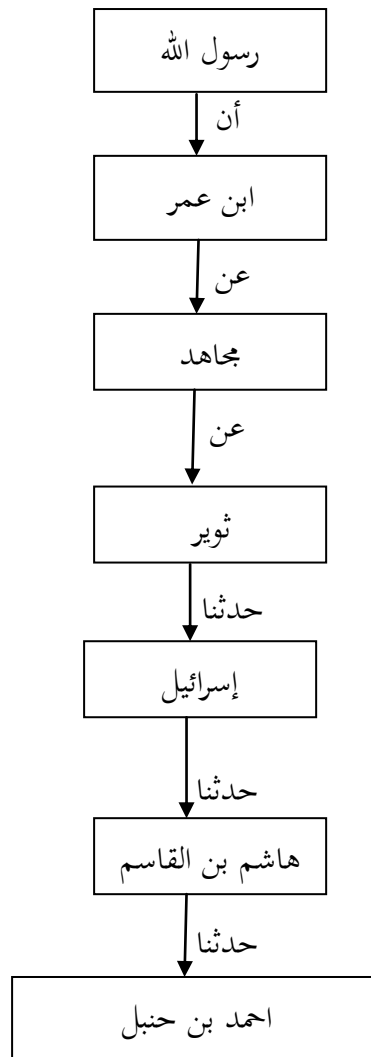 رسول الله
أن
ابن عمر
عن
مجاهد
عن
ثوير
حدثنا
إسرائيل
حدثنا
هاشم بن القاسم
حدثنا
احمد بن حنبل